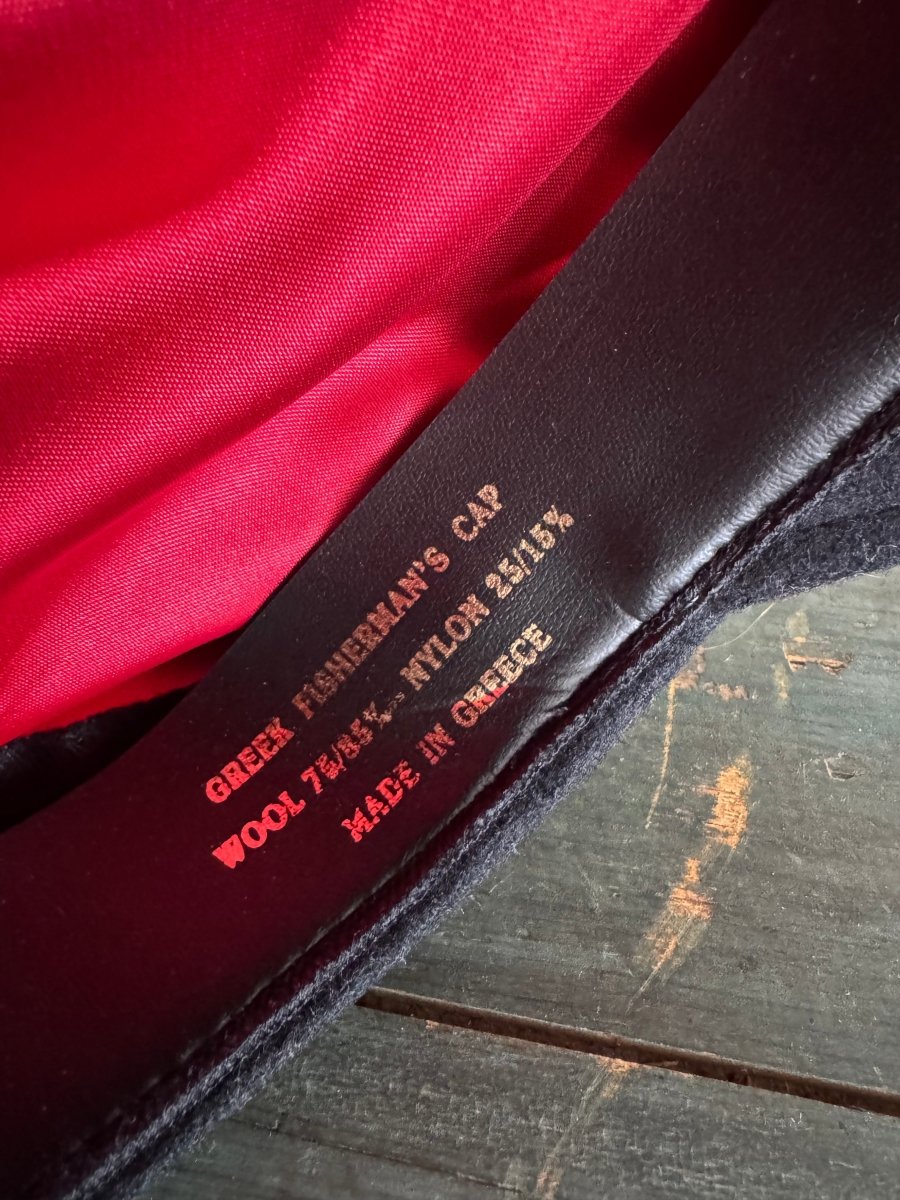 GREEK FISHERMAN'S CAP
WOOL 75/85% NYLON 25/15%
MADE IN GREECE